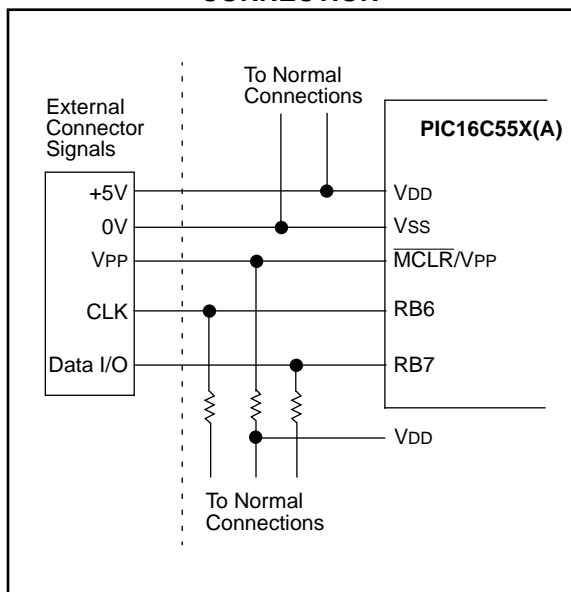 CONNECTION
To Normal
Connections
External
Connector
Signals
PIC16C55X(A)
+5V
VDD
0V
VSS
VPP
MCLR/VPP
CLK
RB6
Data I/O
RB7
VDD
To Normal
Connections